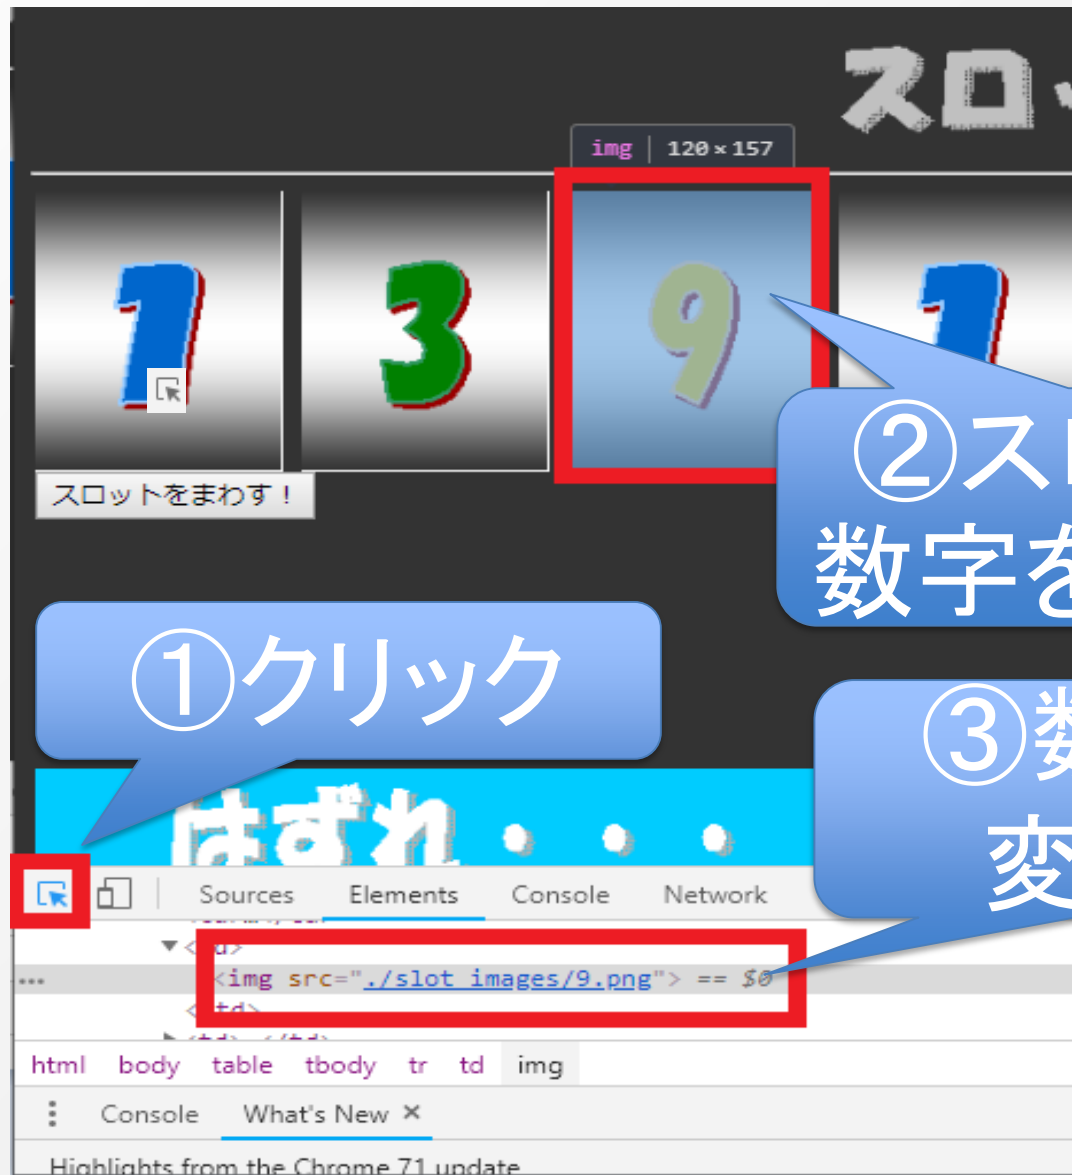 スロッ
img 120 × 157
1 3 9 1
スロットをまわす！
②ス
数字を
①クリック
③数
変
はずれ・・・
Sources Elements Console Network
<img src="./slot_images/9.png"> == $0
html body table tbody tr td img
Console What's New ×
Highlights from the Chrome 71 update